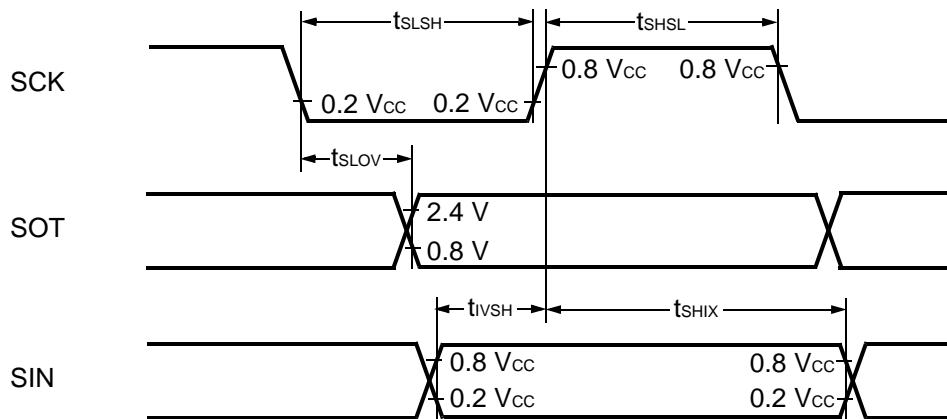 tSLSH
tSHSL
SCK
0.2 VCC
0.2 VCC
0.8 VCC
0.8 VCC
tSLOV
SOT
2.4 V
0.8 V
tIVSH
tSHIX
SIN
0.8 VCC
0.8 VCC
0.2 VCC
0.2 VCC